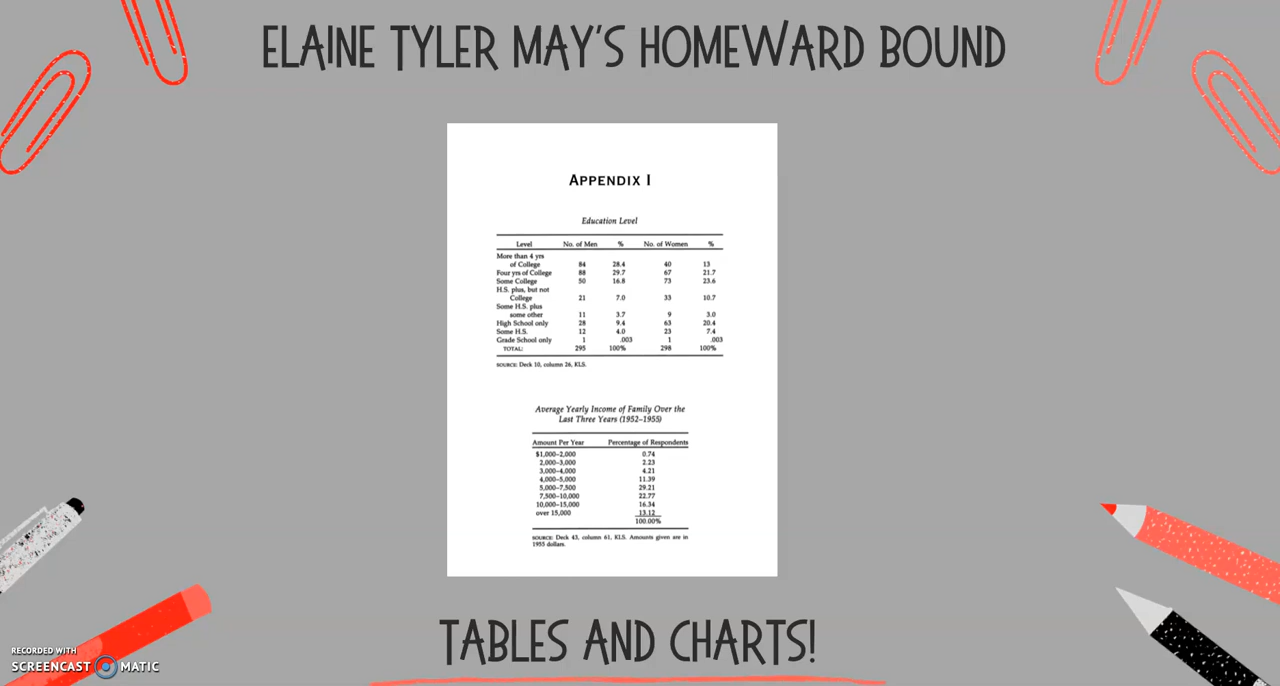 ELAINE TYLER MAY'S HOMEWARD BOUND
APPENDIX I
Education Level
Level No. of Men % No. of Women %
More than 4 yrs
of College 84 28.4 40 13
Four yrs of College 88 29.7 67 21.7
Some College 50 16.8 73 23.6
H.S. plus, but not
College 21 7.0 33 10.7
Some H.S. plus
some other 11 3.7 9 3.0
High School only 28 9.4 63 20.4
Some H.S. 12 4.0 23 7.4
Grade School only 1 .003 1 .003
TOTAL: 295 100% 298 100%
SOURCE: Deck 10, column 26, KLS.
Average Yearly Income of Family Over the
Last Three Years (1952–1955)
Amount Per Year Percentage of Respondents
$1,000–2,000 0.74
2,000–3,000 2.23
3,000–4,000 4.21
4,000–5,000 11.39
5,000–7,500 29.21
7,500–10,000 22.77
10,000–15,000 16.34
over 15,000 13.12
100.00%
SOURCE: Deck 43, column 61, KLS. Amounts given are in
1955 dollars.
TABLES AND CHARTS!
RECORDED WITH
SCREENCAST MATIC